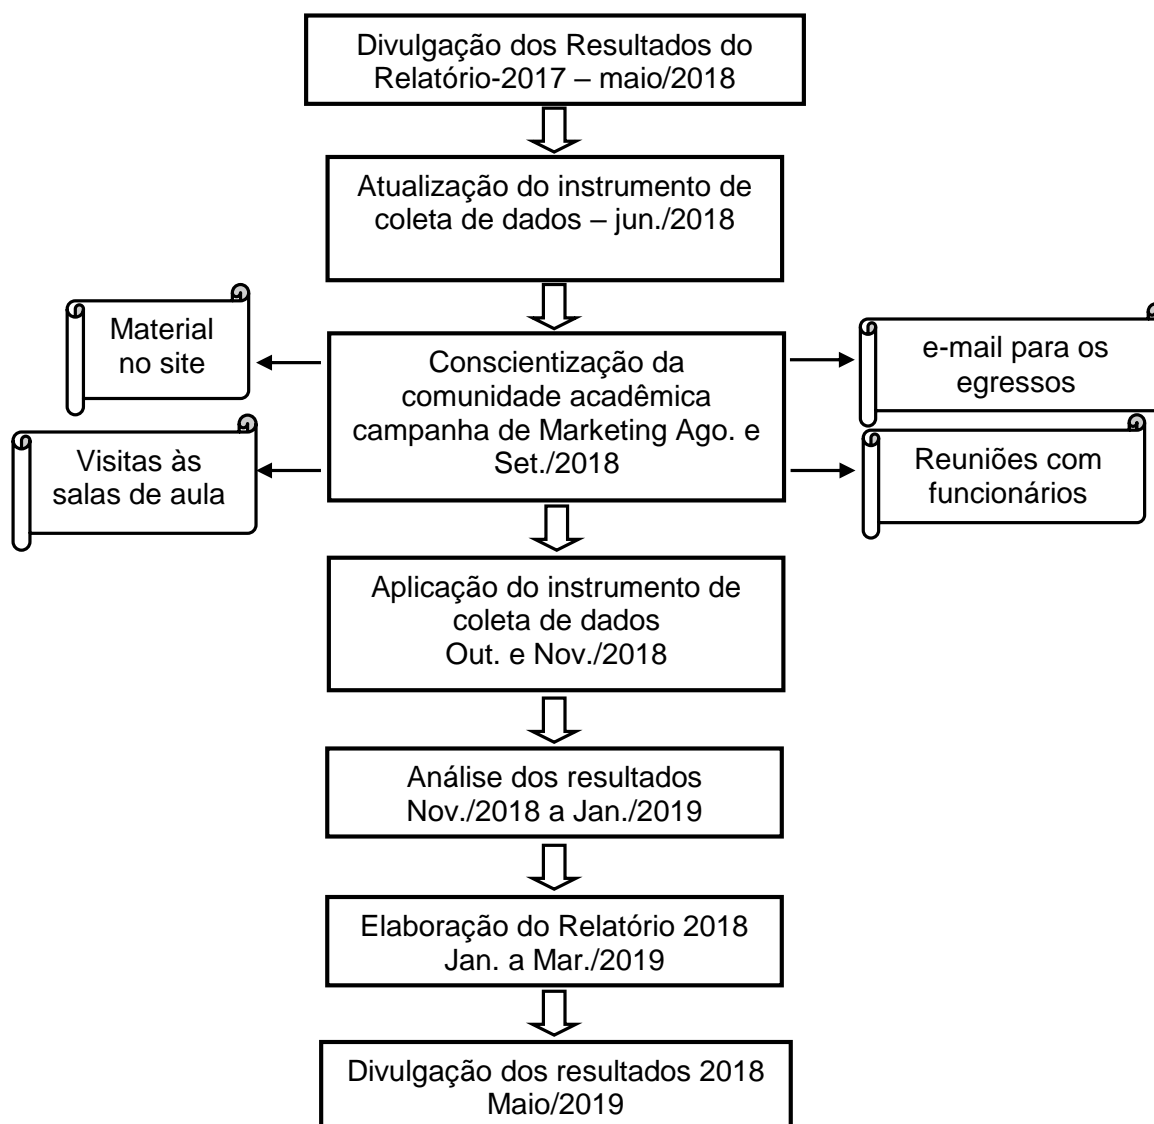 Divulgação dos Resultados do
Relatório-2017 – maio/2018
Atualização do instrumento de
coleta de dados – jun./2018
Material
no site
Conscientização da
comunidade acadêmica
campanha de Marketing Ago. e
Set./2018
e-mail para os
egressos
Visitas às
salas de aula
Reuniões com
funcionários
Aplicação do instrumento de
coleta de dados
Out. e Nov./2018
Análise dos resultados
Nov./2018 a Jan./2019
Elaboração do Relatório 2018
Jan. a Mar./2019
Divulgação dos resultados 2018
Maio/2019